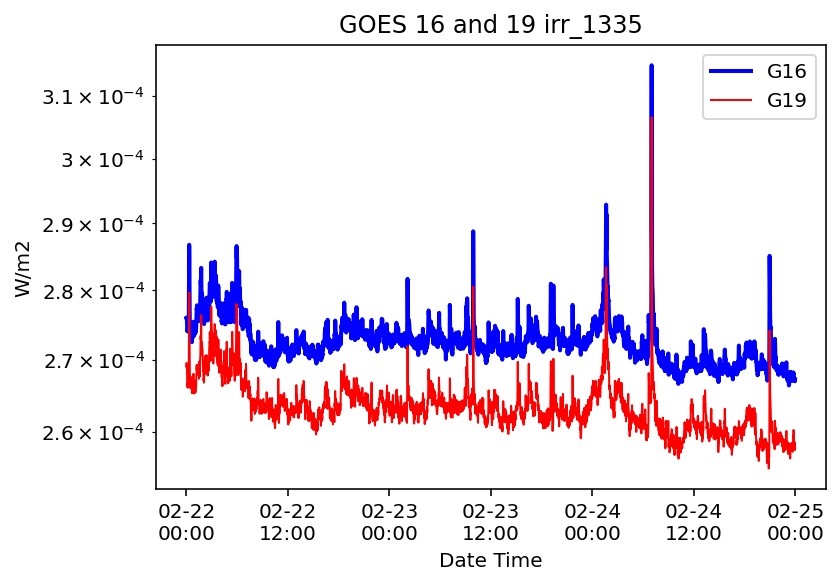 GOES 16 and 19 irr_1335
G16
G19
3.1 × 10⁻⁴
3 × 10⁻⁴
2.9 × 10⁻⁴
2.8 × 10⁻⁴
2.7 × 10⁻⁴
2.6 × 10⁻⁴
W/m2
02-22 02-22 02-23 02-23 02-24 02-24 02-25
00:00 12:00 00:00 12:00 00:00 12:00 00:00
Date Time